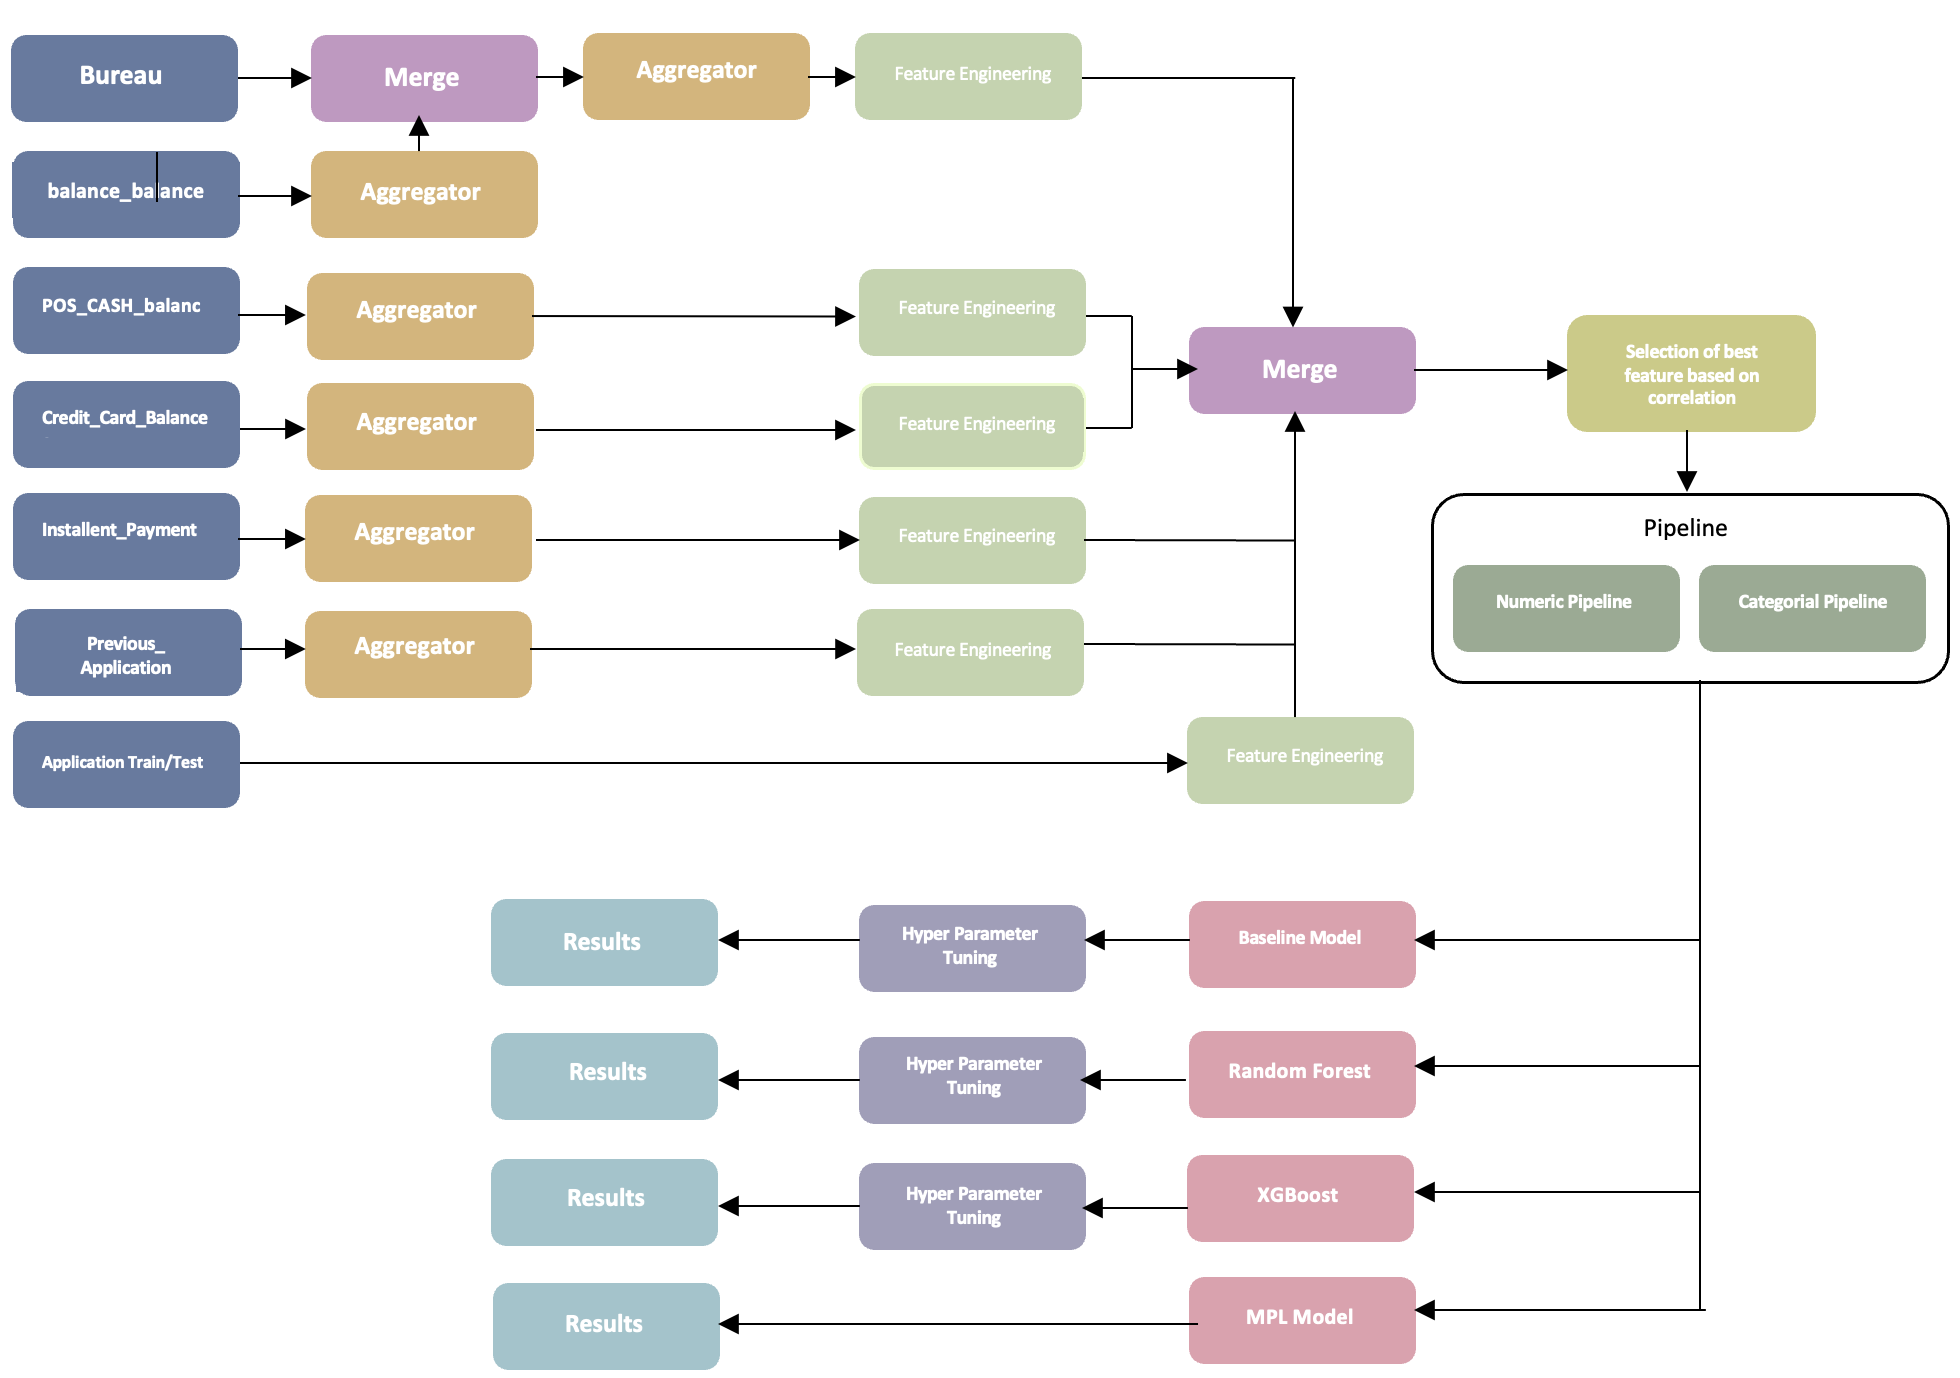 Bureau
Merge
Aggregator
Feature Engineering
balance_balance
Aggregator
POS_CASH_balanc
Aggregator
Feature Engineering
Merge
Selection of best
feature based on
correlation
Credit_Card_Balance
Aggregator
Feature Engineering
Installent_Payment
Aggregator
Feature Engineering
Pipeline
Numeric Pipeline
Categorial Pipeline
Previous_
Application
Aggregator
Feature Engineering
Application Train/Test
Feature Engineering
Results
Hyper Parameter
Tuning
Baseline Model
Results
Hyper Parameter
Tuning
Random Forest
Results
Hyper Parameter
Tuning
XGBoost
Results
MPL Model